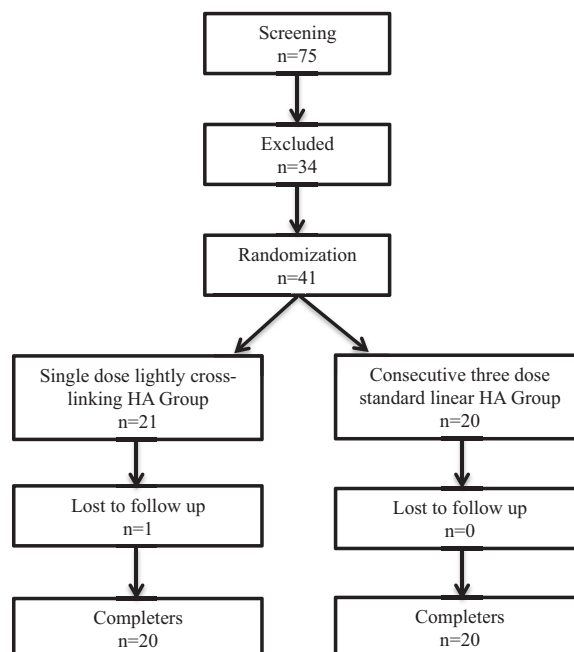 Screening
n=75
Excluded
n=34
Randomization
n=41
Single dose lightly cross-
linking HA Group
n=21
Consecutive three dose
standard linear HA Group
n=20
Lost to follow up
n=1
Lost to follow up
n=0
Completers
n=20
Completers
n=20